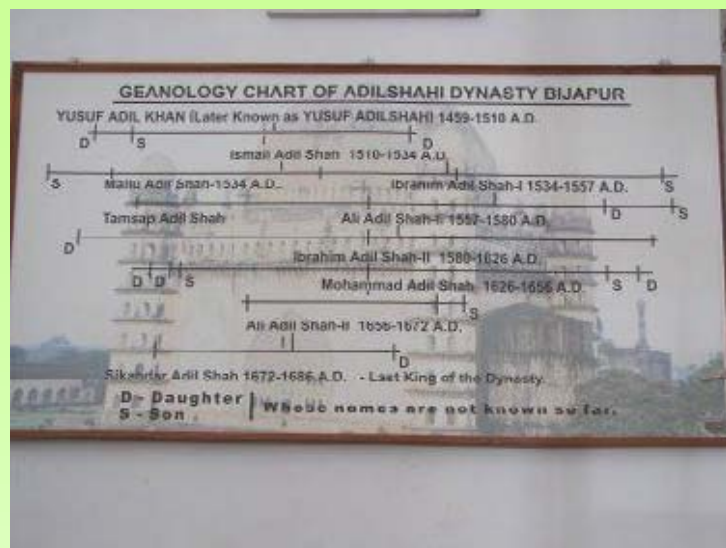 GEANOLOGY CHART OF ADILSHAHI DYNASTY BIJAPUR
YUSUF ADIL KHAN (Later Known as YUSUF ADILSHAH) 1459-1510 A.D.
D S D
Ismail Adil Shah 1510-1534 A.D.
S Mallu Adil Shah-1534 A.D. Ibrahim Adil Shah-I 1534-1557 A.D. S
Tamsap Adil Shah Ali Adil Shah-I 1557-1580 A.D. D S
D
Ibrahim Adil Shah-II 1580-1626 A.D.
D D S Mohammad Adil Shah 1626-1656 A.D. S D
S
Ali Adil Shah-II 1656-1672 A.D.
D
Sikandar Adil Shah 1672-1686 A.D. - Last King of the Dynasty.
D - Daughter
S - Son
Whose names are not known so far.